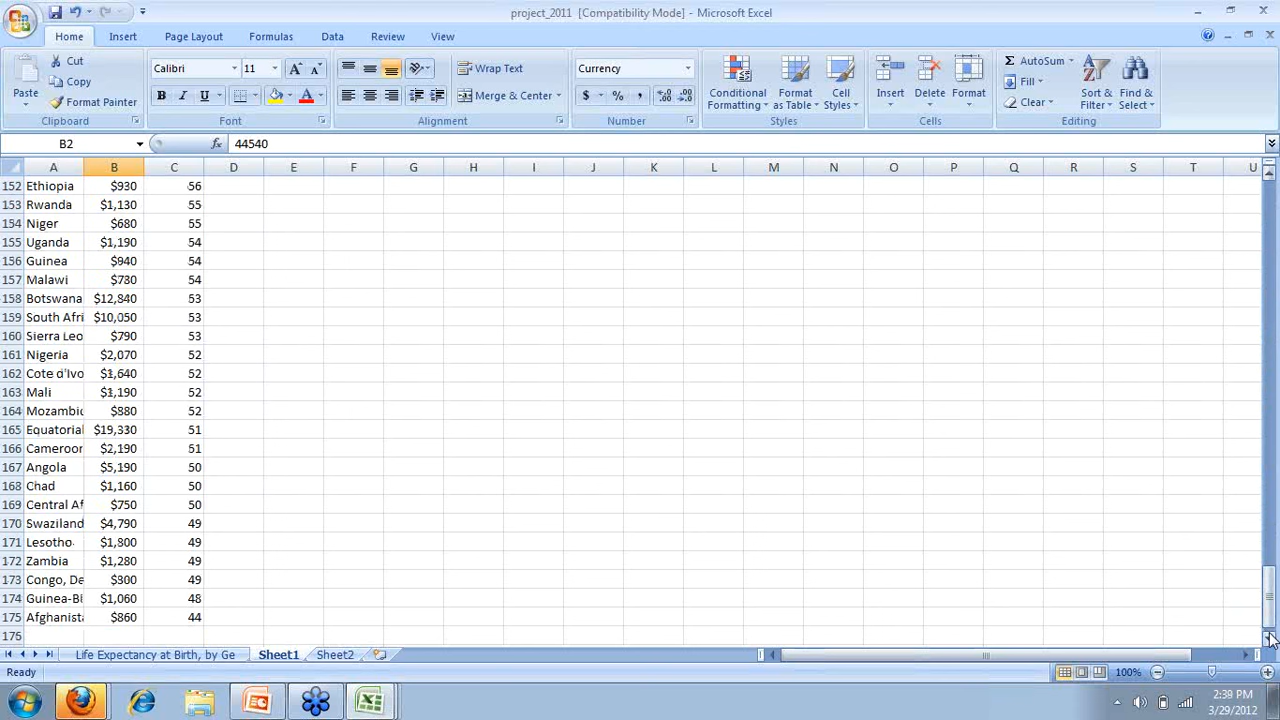 project_2011 [Compatibility Mode] - Microsoft Excel
Home Insert Page Layout Formulas Data Review View
Paste Cut Calibri 11 A A Wrap Text Currency Conditional Formatting Format as Table Cell Styles Insert Delete Format Σ AutoSum Sort & Filter Find & Select
Copy B I U A Merge & Center $ % , Fill
Format Painter Clear
Clipboard Font Alignment Number Styles Cells Editing
B2 fx 44540
A B C D E F G H I J K L M N O P Q R S T U
152 Ethiopia $930 56
153 Rwanda $1,130 55
154 Niger $680 55
155 Uganda $1,190 54
156 Guinea $940 54
157 Malawi $780 54
158 Botswana $12,840 53
159 South Afri $10,050 53
160 Sierra Leo $790 53
161 Nigeria $2,070 52
162 Cote d'Ivo $1,640 52
163 Mali $1,190 52
164 Mozambic $880 52
165 Equatorial $19,330 51
166 Cameroor $2,190 51
167 Angola $5,190 50
168 Chad $1,160 50
169 Central Af $750 50
170 Swaziland $4,790 49
171 Lesotho $1,800 49
172 Zambia $1,280 49
173 Congo, De $300 49
174 Guinea-Bi $1,060 48
175 Afghanista $860 44
175
Life Expectancy at Birth, by Ge Sheet1 Sheet2
Ready 100%
2:38 PM
3/29/2012